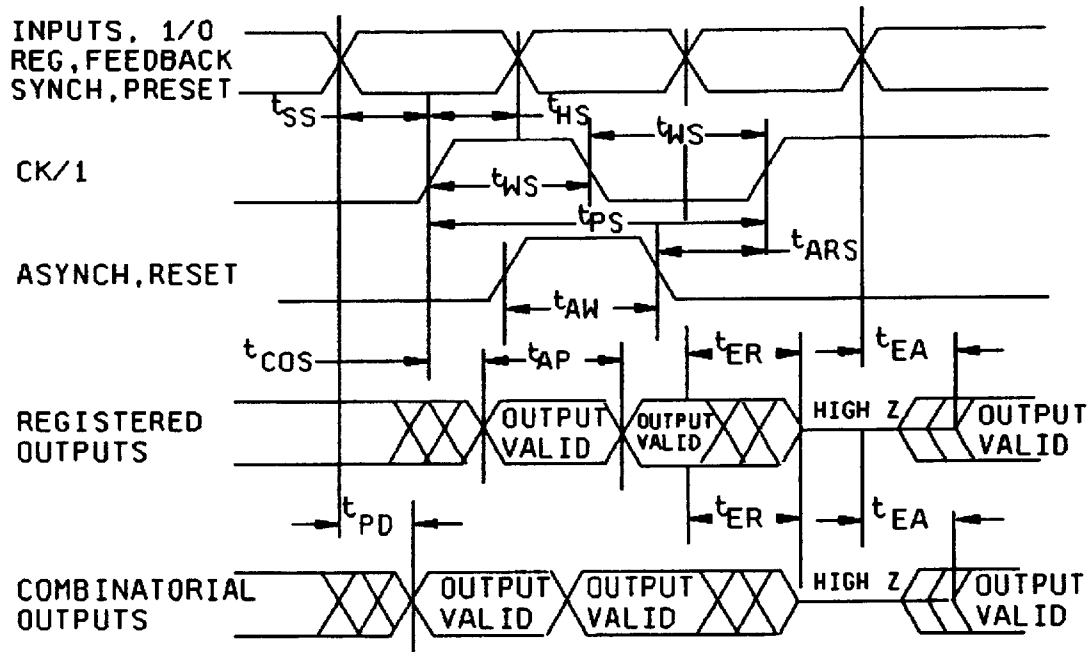 INPUTS, 1/O
REG,FEEDBACK
SYNCH,PRESET
tSS
tHS
tWS
CK/1
tWS
tPS
tARS
ASYNCH,RESET
tAW
tCOS
tAP
tER
tEA
REGISTERED
OUTPUTS
OUTPUT
VALID
OUTPUT
VALID
HIGH Z
OUTPUT
VALID
tPD
tER
tEA
COMBINATORIAL
OUTPUTS
OUTPUT
VALID
OUTPUT
VALID
HIGH Z
OUTPUT
VALID